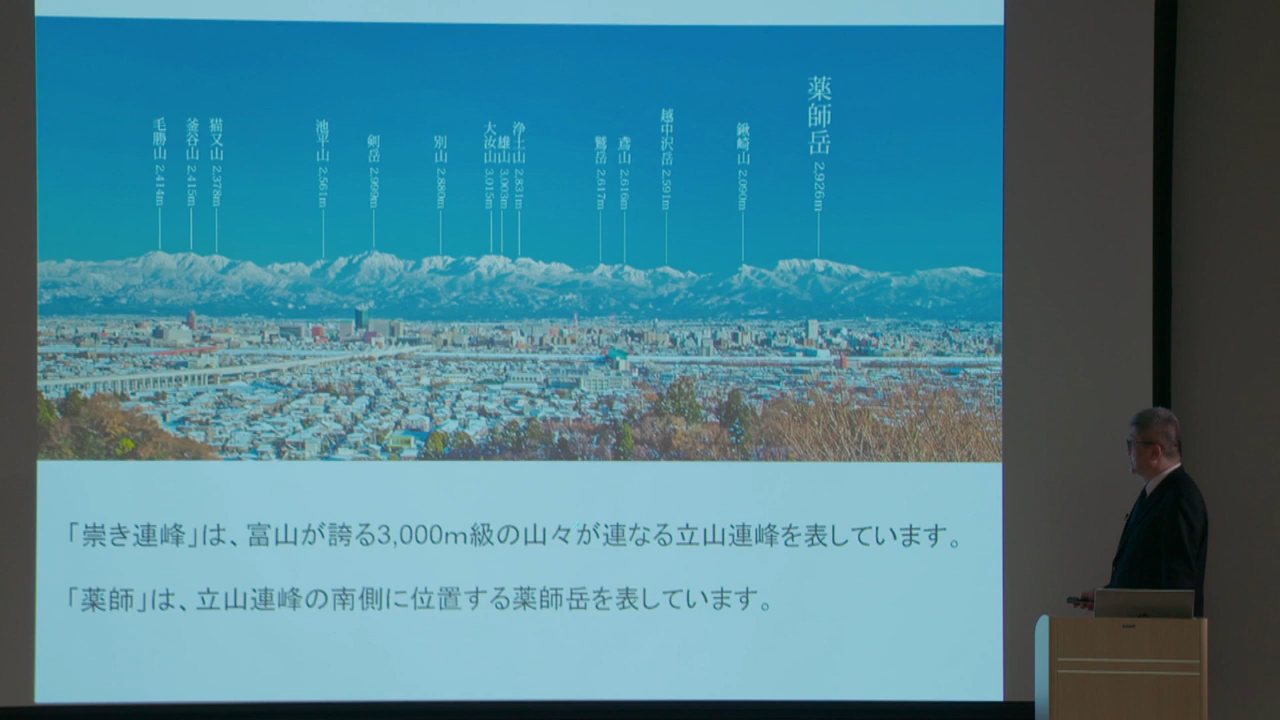 毛勝山 2,414m
釜谷山 2,415m
猫又山 2,378m
池平山 2,561m
剣岳 2,999m
別山 2,880m
大汝山 3,015m
雄山 3,003m
浄土山 2,831m
鷲岳 2,617m
鳶山 2,616m
越中沢岳 2,591m
鍬崎山 2,090m
薬師岳 2,926m
「崇き連峰」は、富山が誇る3,000m級の山々が連なる立山連峰を表しています。
「薬師」は、立山連峰の南側に位置する薬師岳を表しています。